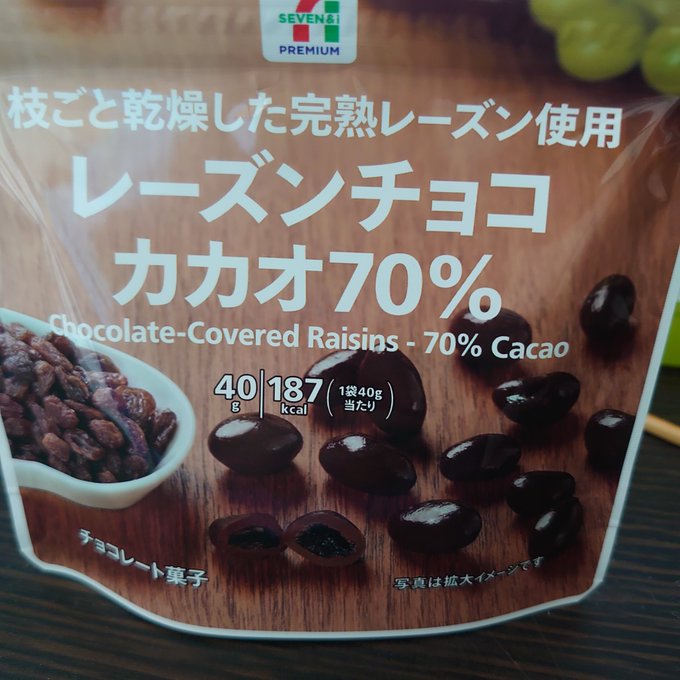 SEVEN&i
PREMIUM
枝ごと乾燥した完熟レーズン使用
レーズンチョコ
カカオ70%
Chocolate-Covered Raisins - 70% Cacao
40g 187kcal (1袋40g当たり)
チョコレート菓子
写真は拡大イメージです